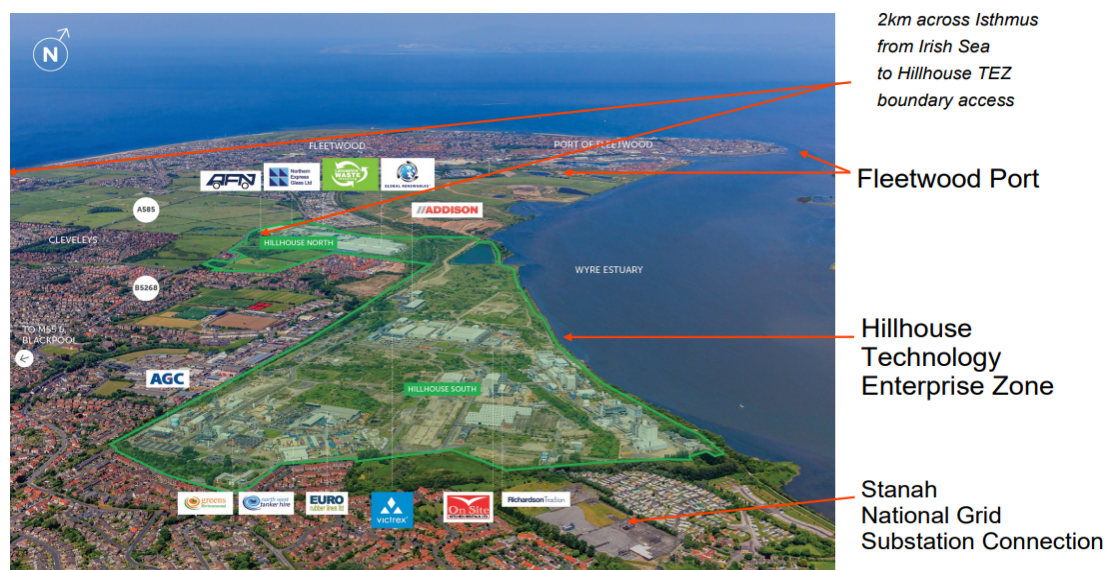 2km across Isthmus
from Irish Sea
to Hillhouse TEZ
boundary access
N
FLEETWOOD
PORT OF FLEETWOOD
AFN
Northern
Express
Glass Ltd
WASTE
GLOBAL RENEWABLES
Fleetwood Port
A585
//ADDISON
CLEVELEYS
HILLHOUSE NORTH
WYRE ESTUARY
B5268
TO M55 &
BLACKPOOL
Hillhouse
Technology
Enterprise Zone
AGC
HILLHOUSE SOUTH
greens
north west
tanker hire
EURO
rubber lines ltd
victrex
On Site
Richardson
Stanah
National Grid
Substation Connection